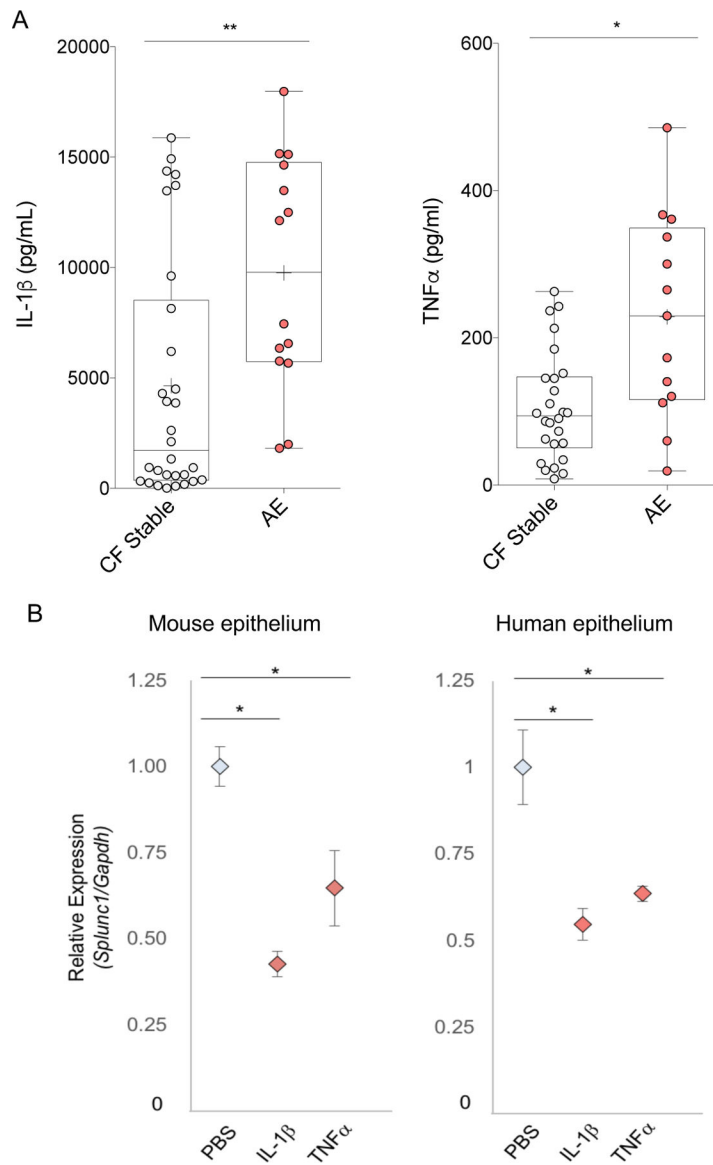 A
**
20000
15000
10000
5000
0
IL-1β (pg/mL)
CF Stable
AE
*
600
400
200
0
TNFα (pg/ml)
CF Stable
AE
B
Mouse epithelium
*
*
1.25
1.00
0.75
0.50
0.25
0
Relative Expression
(Splunc1/Gapdh)
PBS
IL-1β
TNFα
Human epithelium
*
*
1.25
1
0.75
0.5
0.25
0
PBS
IL-1β
TNFα